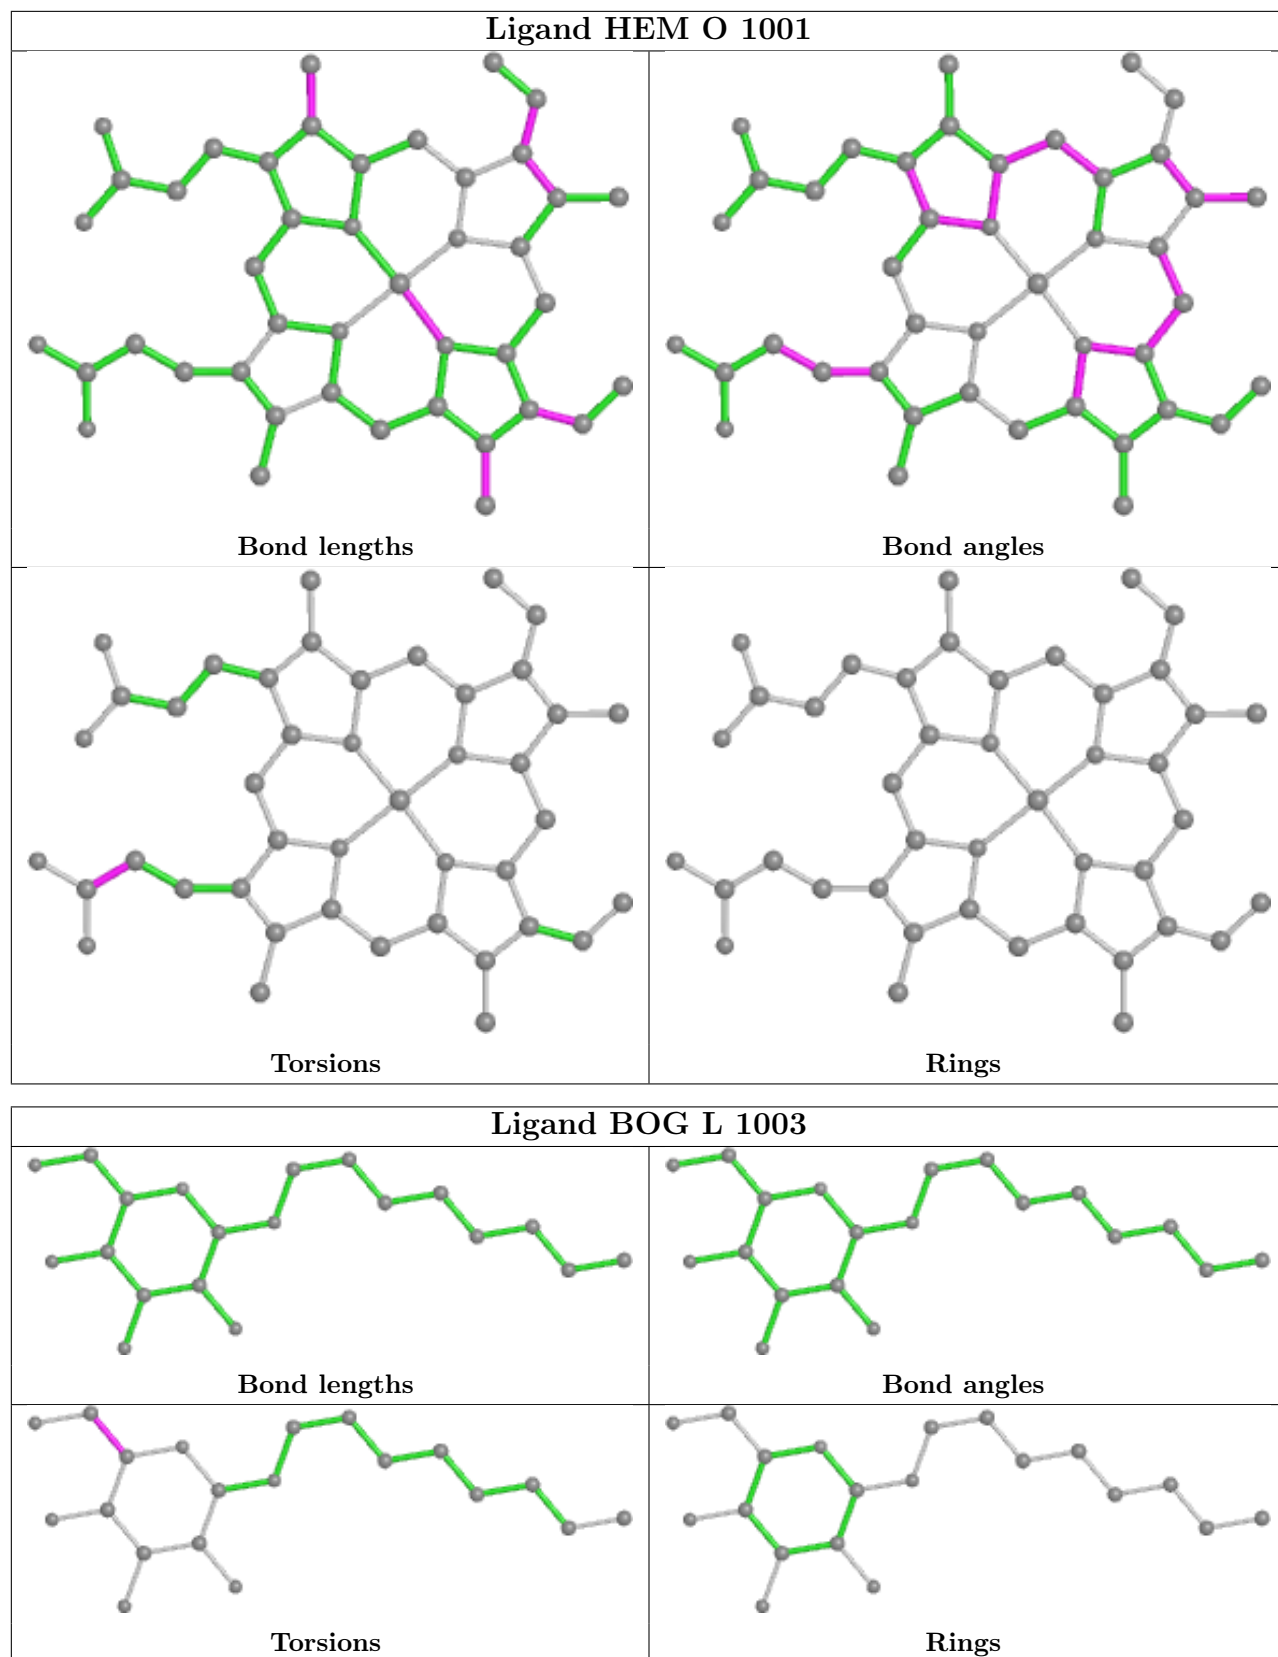 Ligand HEM O 1001
Bond lengths
Bond angles
Torsions
Rings
Ligand BOG L 1003
Bond lengths
Bond angles
Torsions
Rings